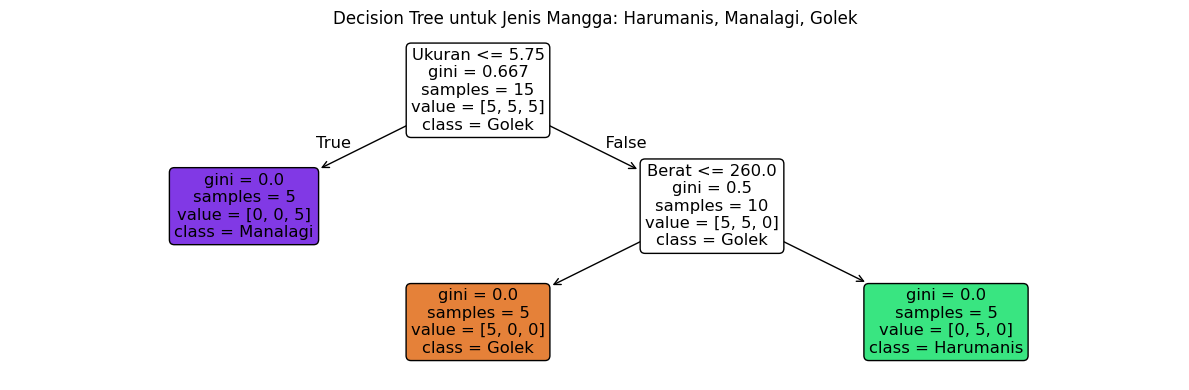 Decision Tree untuk Jenis Mangga: Harumanis, Manalagi, Golek
Ukuran <= 5.75
gini = 0.667
samples = 15
value = [5, 5, 5]
class = Golek
True
False
gini = 0.0
samples = 5
value = [0, 0, 5]
class = Manalagi
Berat <= 260.0
gini = 0.5
samples = 10
value = [5, 5, 0]
class = Golek
gini = 0.0
samples = 5
value = [5, 0, 0]
class = Golek
gini = 0.0
samples = 5
value = [0, 5, 0]
class = Harumanis